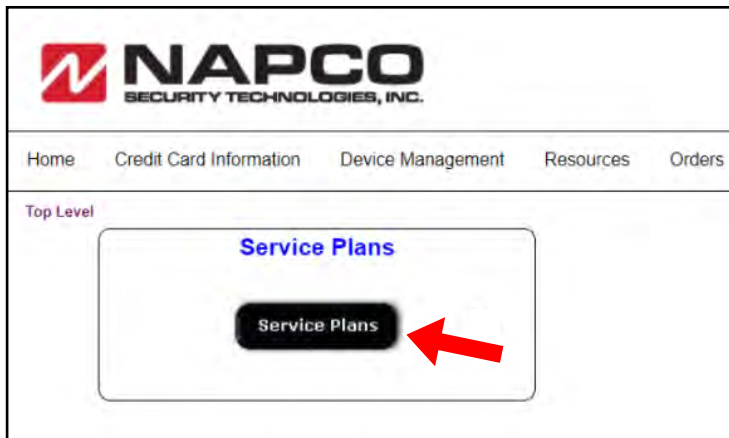 NAPCO
SECURITY TECHNOLOGIES, INC.
Home Credit Card Information Device Management Resources Orders
Top Level
Service Plans
Service Plans